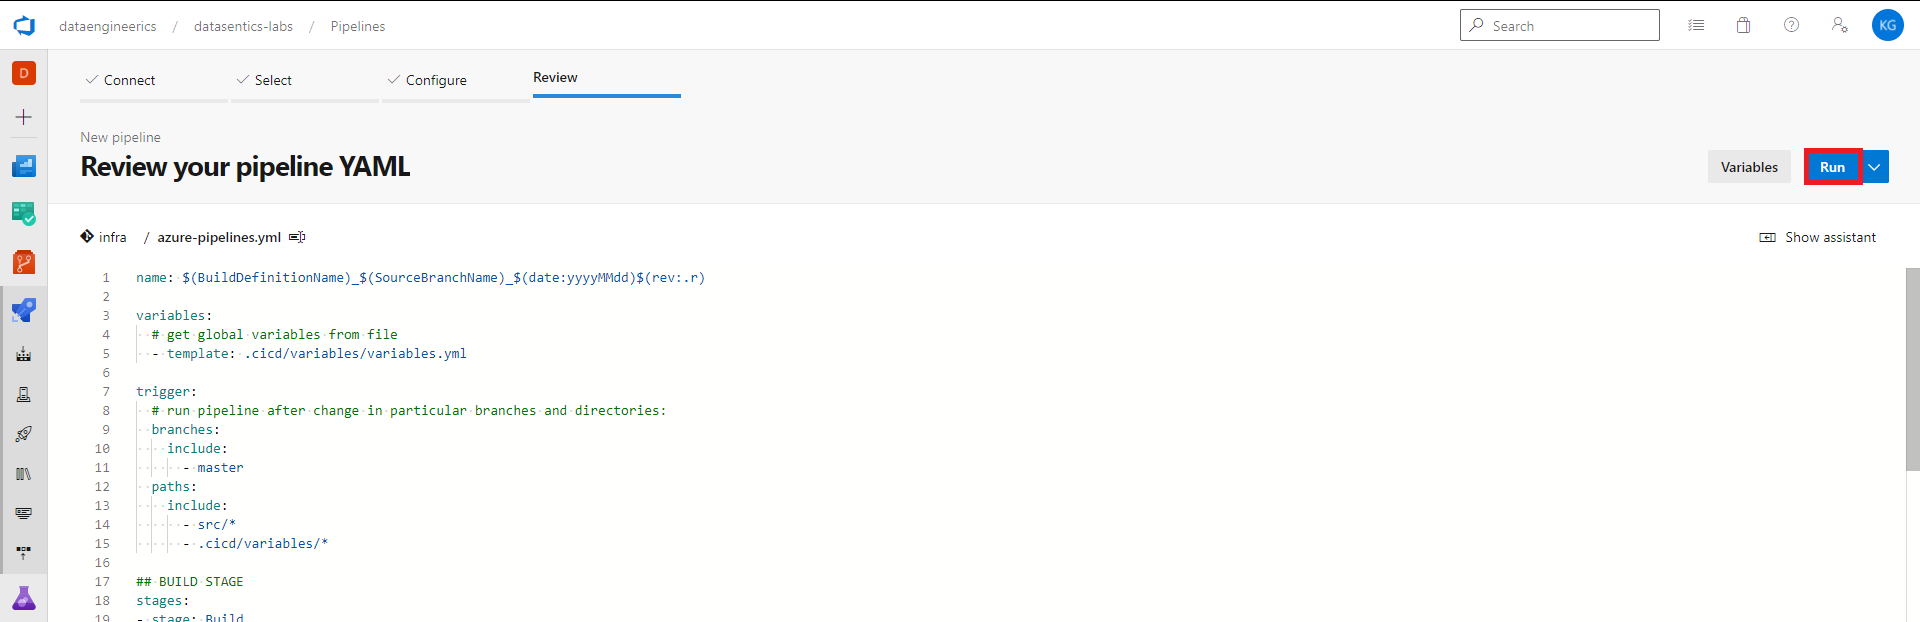 dataengineerics / datasentics-labs / Pipelines
Search
KG
D
Connect
Select
Configure
Review
New pipeline
Review your pipeline YAML
Variables
Run
infra / azure-pipelines.yml
Show assistant
1 name: $(BuildDefinitionName)_$(SourceBranchName)_$(date:yyyyMMdd)$(rev:.r)
2
3 variables:
4 # get global variables from file
5 - template: .cicd/variables/variables.yml
6
7 trigger:
8 # run pipeline after change in particular branches and directories:
9 branches:
10 include:
11 - master
12 paths:
13 include:
14 - src/*
15 - .cicd/variables/*
16
17 ## BUILD STAGE
18 stages:
19 - stage: Build